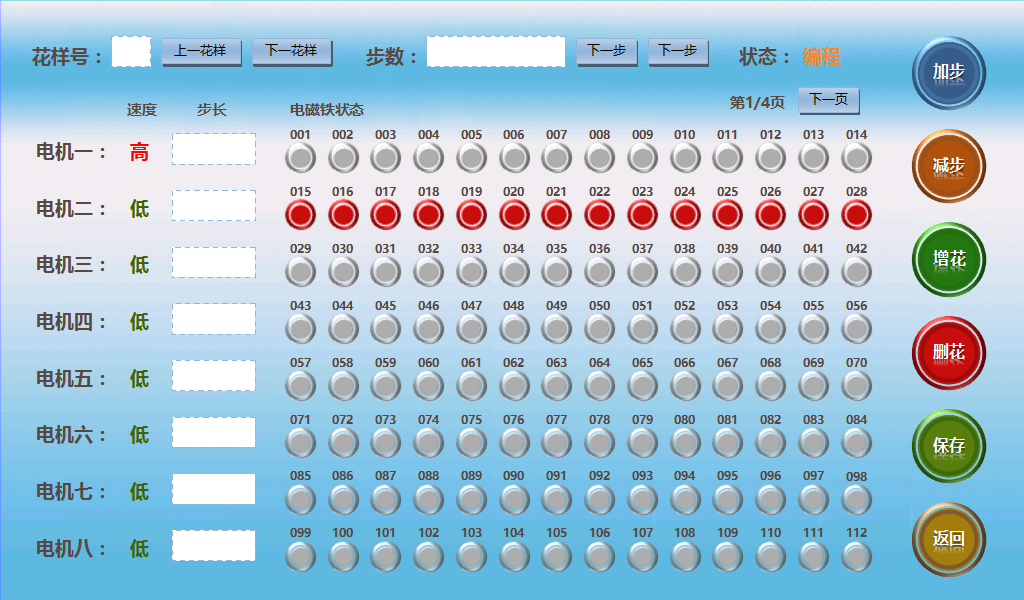 花样号： 上一花样 下一花样 步数： 下一步 下一步 状态： 编程
加步
第1/4页 下一页
速度 步长 电磁铁状态
001 002 003 004 005 006 007 008 009 010 011 012 013 014
电机一： 高
减步
015 016 017 018 019 020 021 022 023 024 025 026 027 028
电机二： 低
029 030 031 032 033 034 035 036 037 038 039 040 041 042
电机三： 低
增花
043 044 045 046 047 048 049 050 051 052 053 054 055 056
电机四： 低
删花
057 058 059 060 061 062 063 064 065 066 067 068 069 070
电机五： 低
071 072 073 074 075 076 077 078 079 080 081 082 083 084
电机六： 低
保存
085 086 087 088 089 090 091 092 093 094 095 096 097 098
电机七： 低
099 100 101 102 103 104 105 106 107 108 109 110 111 112
电机八： 低
返回